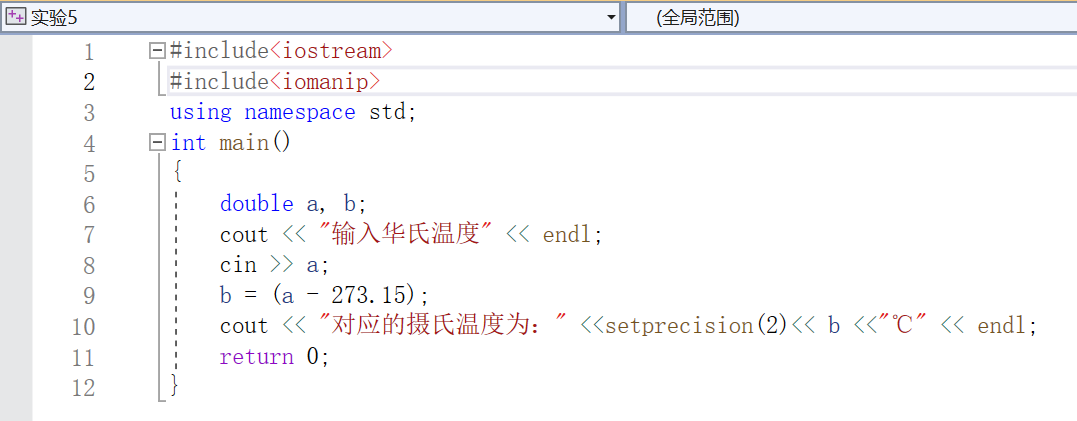 实验5 (全局范围)
1 #include<iostream>
2 #include<iomanip>
3 using namespace std;
4 int main()
5 {
6 double a, b;
7 cout << "输入华氏温度" << endl;
8 cin >> a;
9 b = (a - 273.15);
10 cout << "对应的摄氏温度为：" <<setprecision(2)<< b <<"℃" << endl;
11 return 0;
12 }